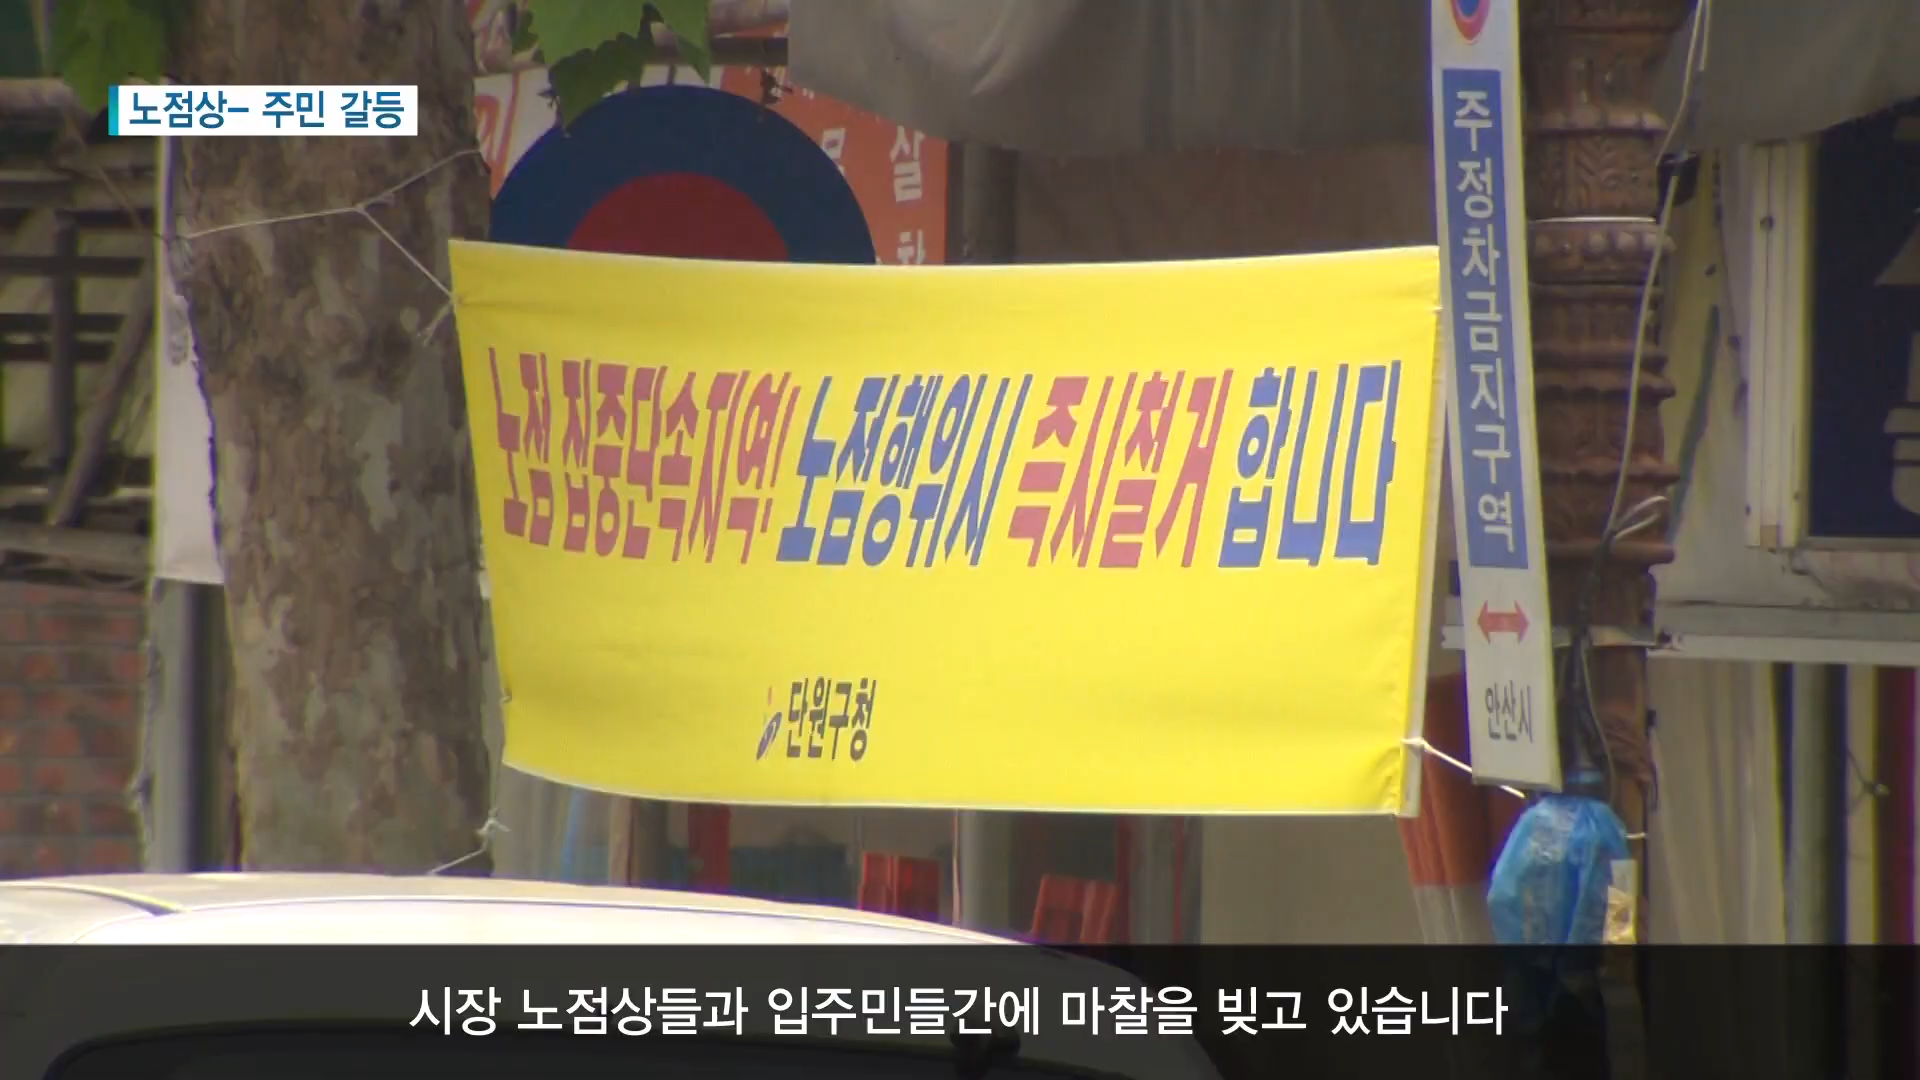 노점상- 주민 갈등
살
주정차금지구역
안산시
노점 집중단속지역! 노점행위시 즉시철거 합니다
단원구청
시장 노점상들과 입주민들간에 마찰을 빚고 있습니다